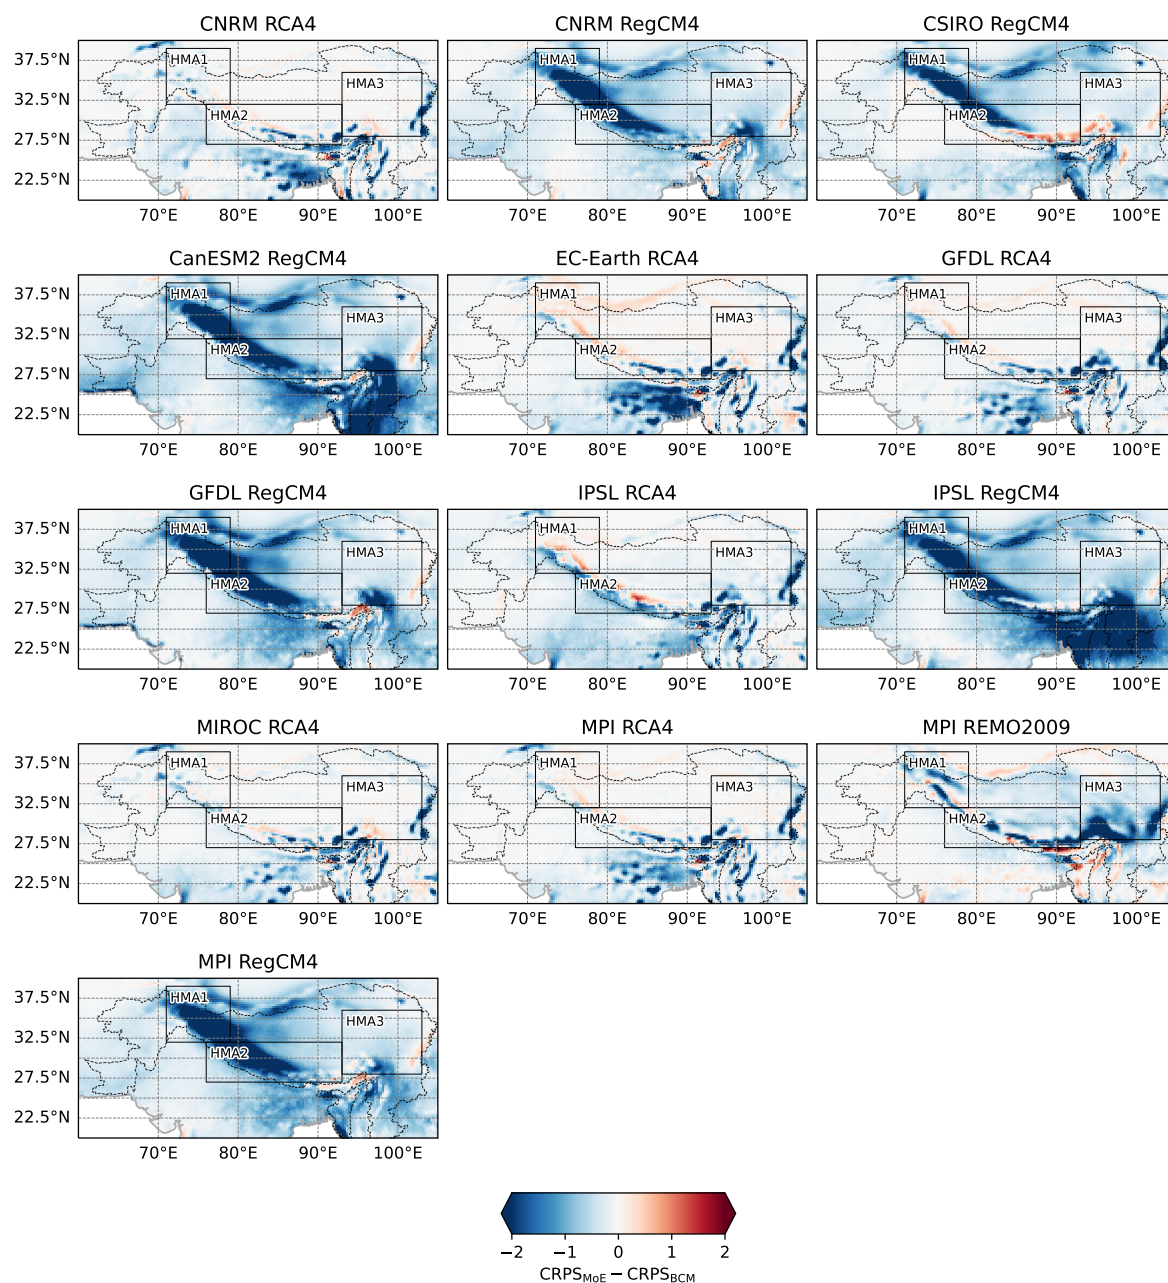 CNRM RCA4 CNRM RegCM4 CSIRO RegCM4
37.5°N HMA1 HMA1 HMA1
32.5°N HMA3 HMA3 HMA3
HMA2 HMA2 HMA2
27.5°N
22.5°N
70°E 80°E 90°E 100°E 70°E 80°E 90°E 100°E 70°E 80°E 90°E 100°E
CanESM2 RegCM4 EC-Earth RCA4 GFDL RCA4
37.5°N HMA1 HMA1 HMA1
32.5°N HMA3 HMA3 HMA3
HMA2 HMA2 HMA2
27.5°N
22.5°N
70°E 80°E 90°E 100°E 70°E 80°E 90°E 100°E 70°E 80°E 90°E 100°E
GFDL RegCM4 IPSL RCA4 IPSL RegCM4
37.5°N HMA1 HMA1 HMA1
32.5°N HMA3 HMA3 HMA3
HMA2 HMA2 HMA2
27.5°N
22.5°N
70°E 80°E 90°E 100°E 70°E 80°E 90°E 100°E 70°E 80°E 90°E 100°E
MIROC RCA4 MPI RCA4 MPI REMO2009
37.5°N HMA1 HMA1 HMA1
32.5°N HMA3 HMA3 HMA3
HMA2 HMA2 HMA2
27.5°N
22.5°N
70°E 80°E 90°E 100°E 70°E 80°E 90°E 100°E 70°E 80°E 90°E 100°E
MPI RegCM4
37.5°N HMA1
32.5°N HMA3
HMA2
27.5°N
22.5°N
70°E 80°E 90°E 100°E
−2 −1 0 1 2
CRPS_MoE − CRPS_BCM